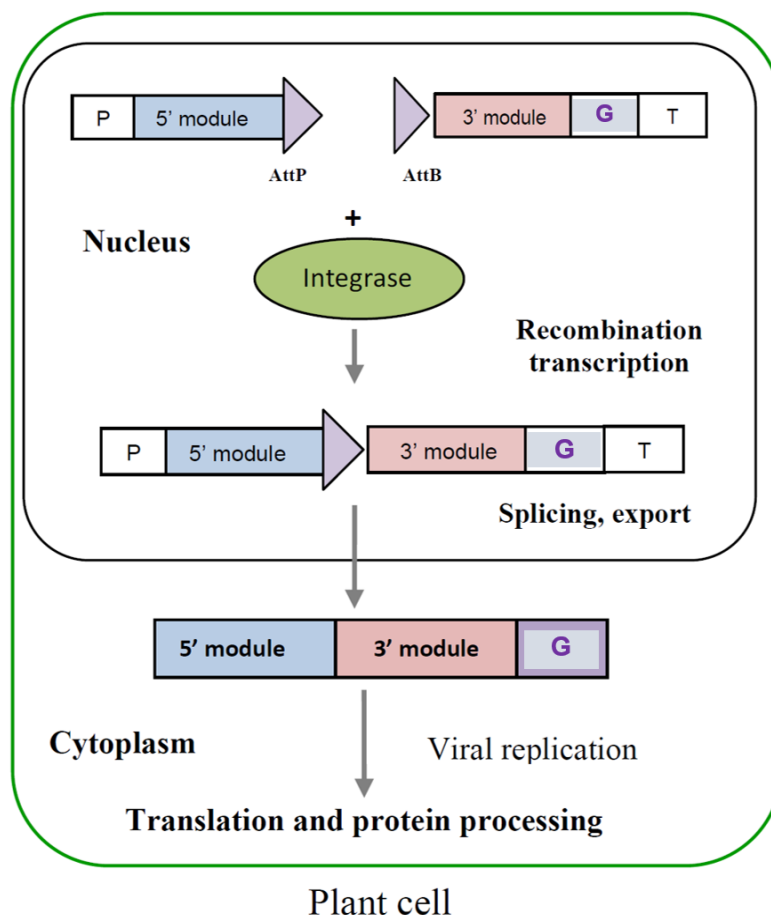 P 5’ module 3’ module G T
AttP AttB
+
Nucleus
Integrase
Recombination
transcription
P 5’ module 3’ module G T
Splicing, export
5’ module 3’ module G
Cytoplasm Viral replication
Translation and protein processing
Plant cell